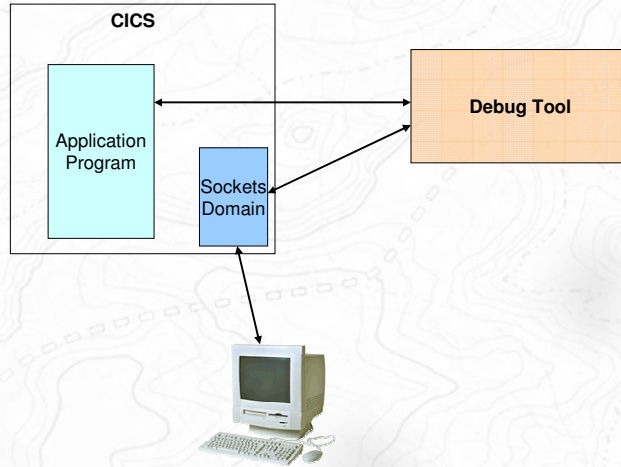 CICS
Application
Program
Sockets
Domain
Debug Tool